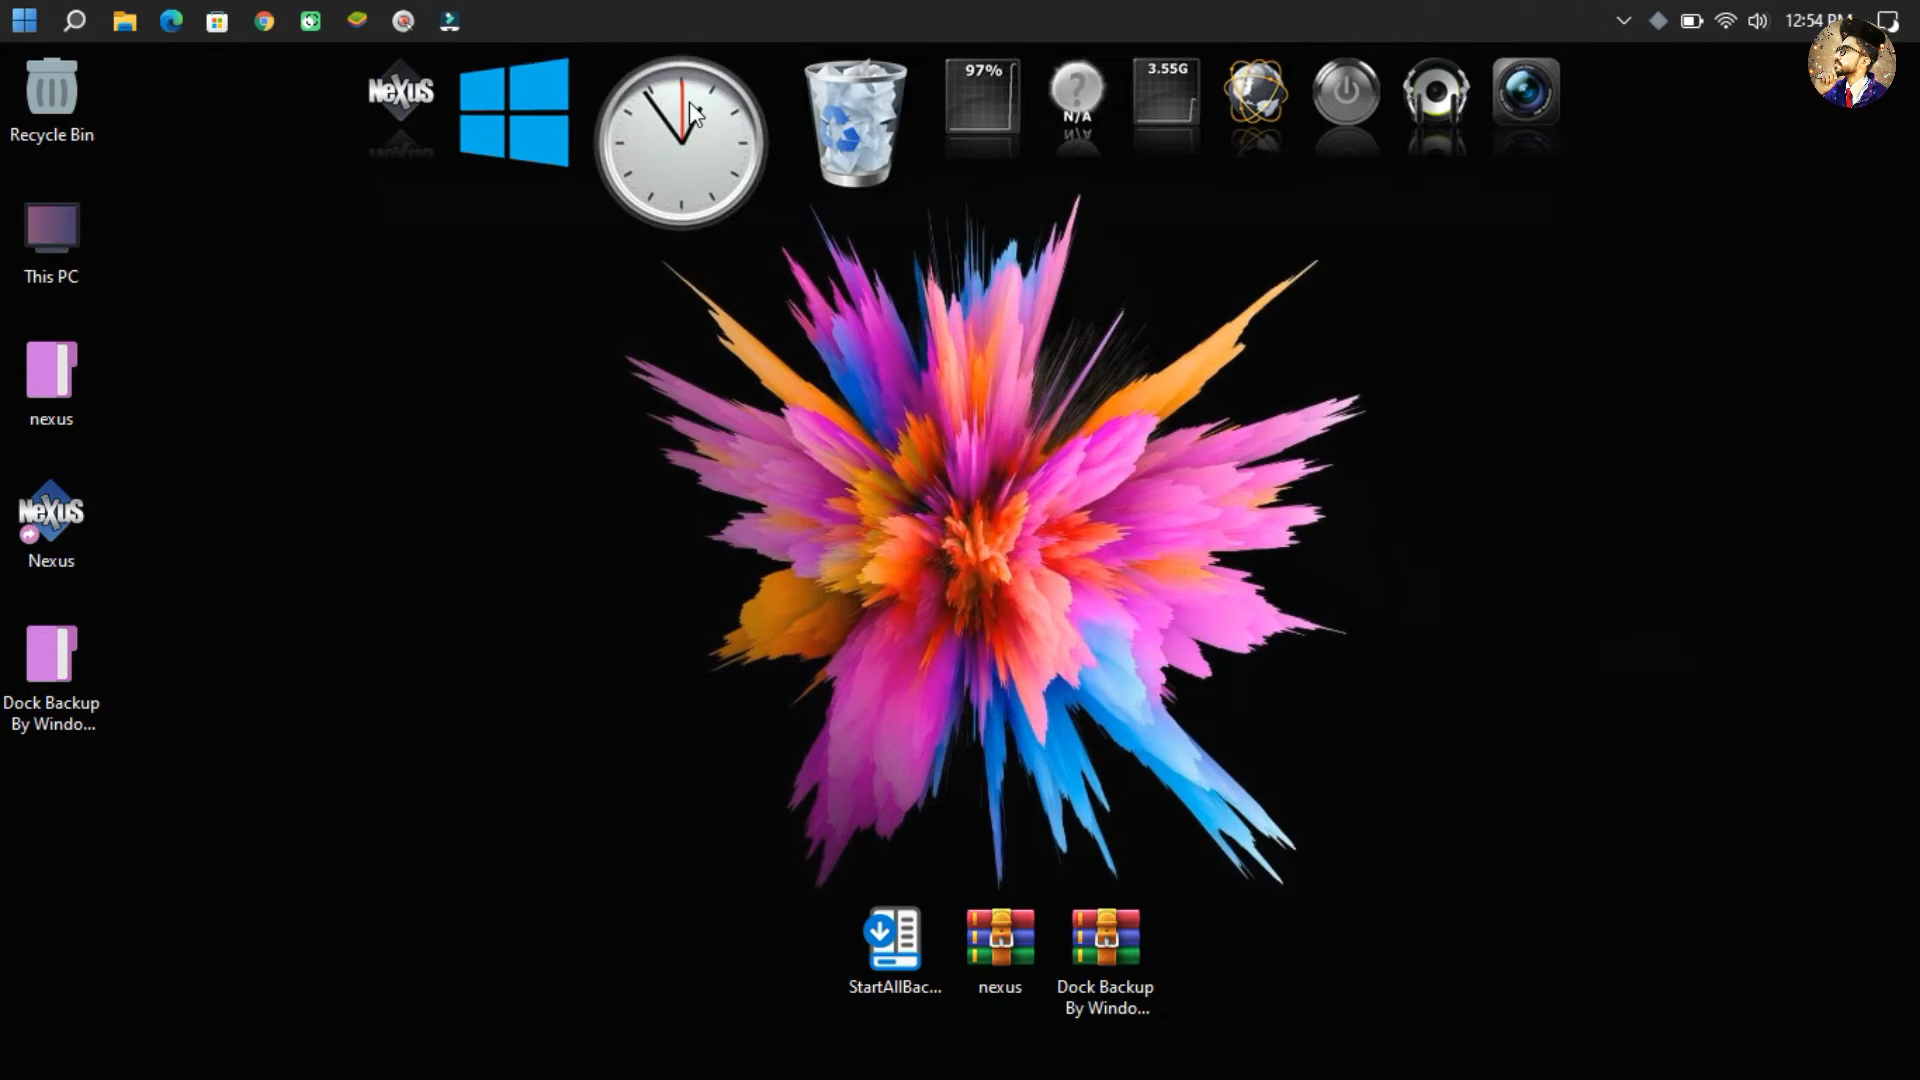 12:54 PM
NeXuS
97%
?
N/A
3.55G
Recycle Bin
This PC
nexus
NeXuS
Nexus
Dock Backup
By Windo...
StartAllBac...
nexus
Dock Backup
By Windo...